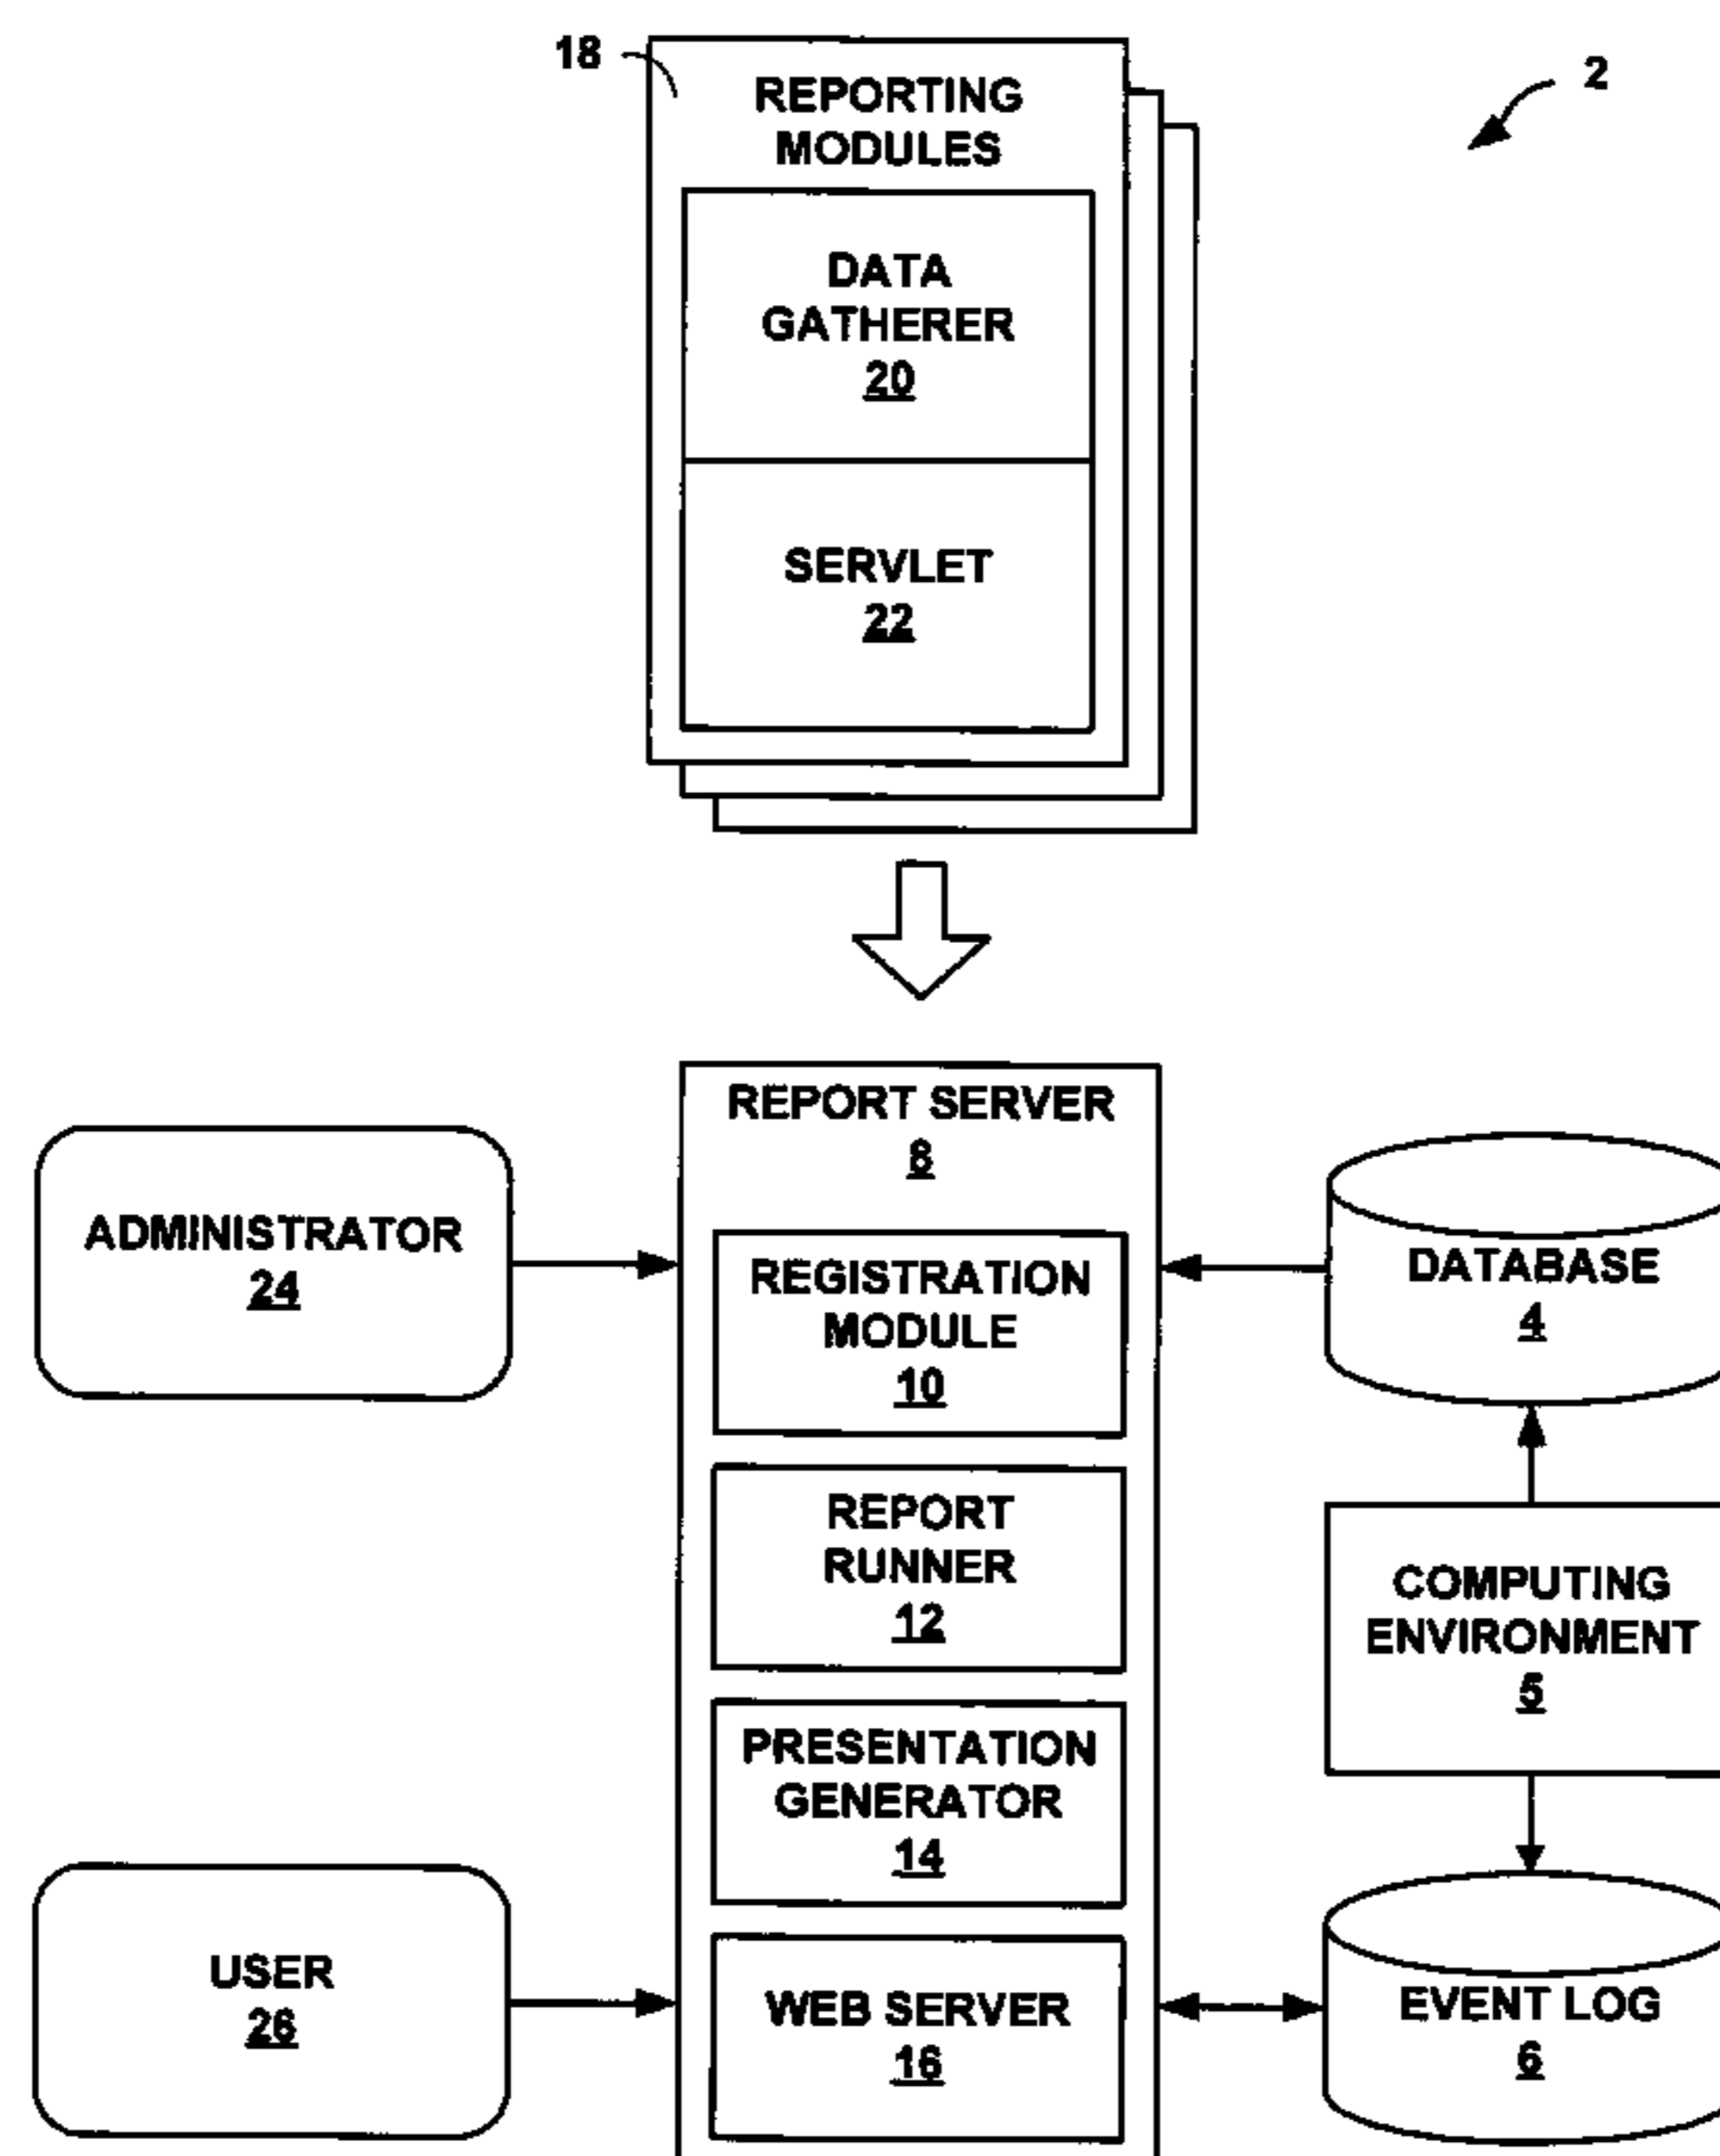 18
2
REPORTING
MODULES
DATA
GATHERER
20
SERVLET
22
REPORT SERVER
8
ADMINISTRATOR
24
REGISTRATION
MODULE
10
DATABASE
4
REPORT
RUNNER
12
COMPUTING
ENVIRONMENT
5
PRESENTATION
GENERATOR
14
USER
26
WEB SERVER
16
EVENT LOG
6